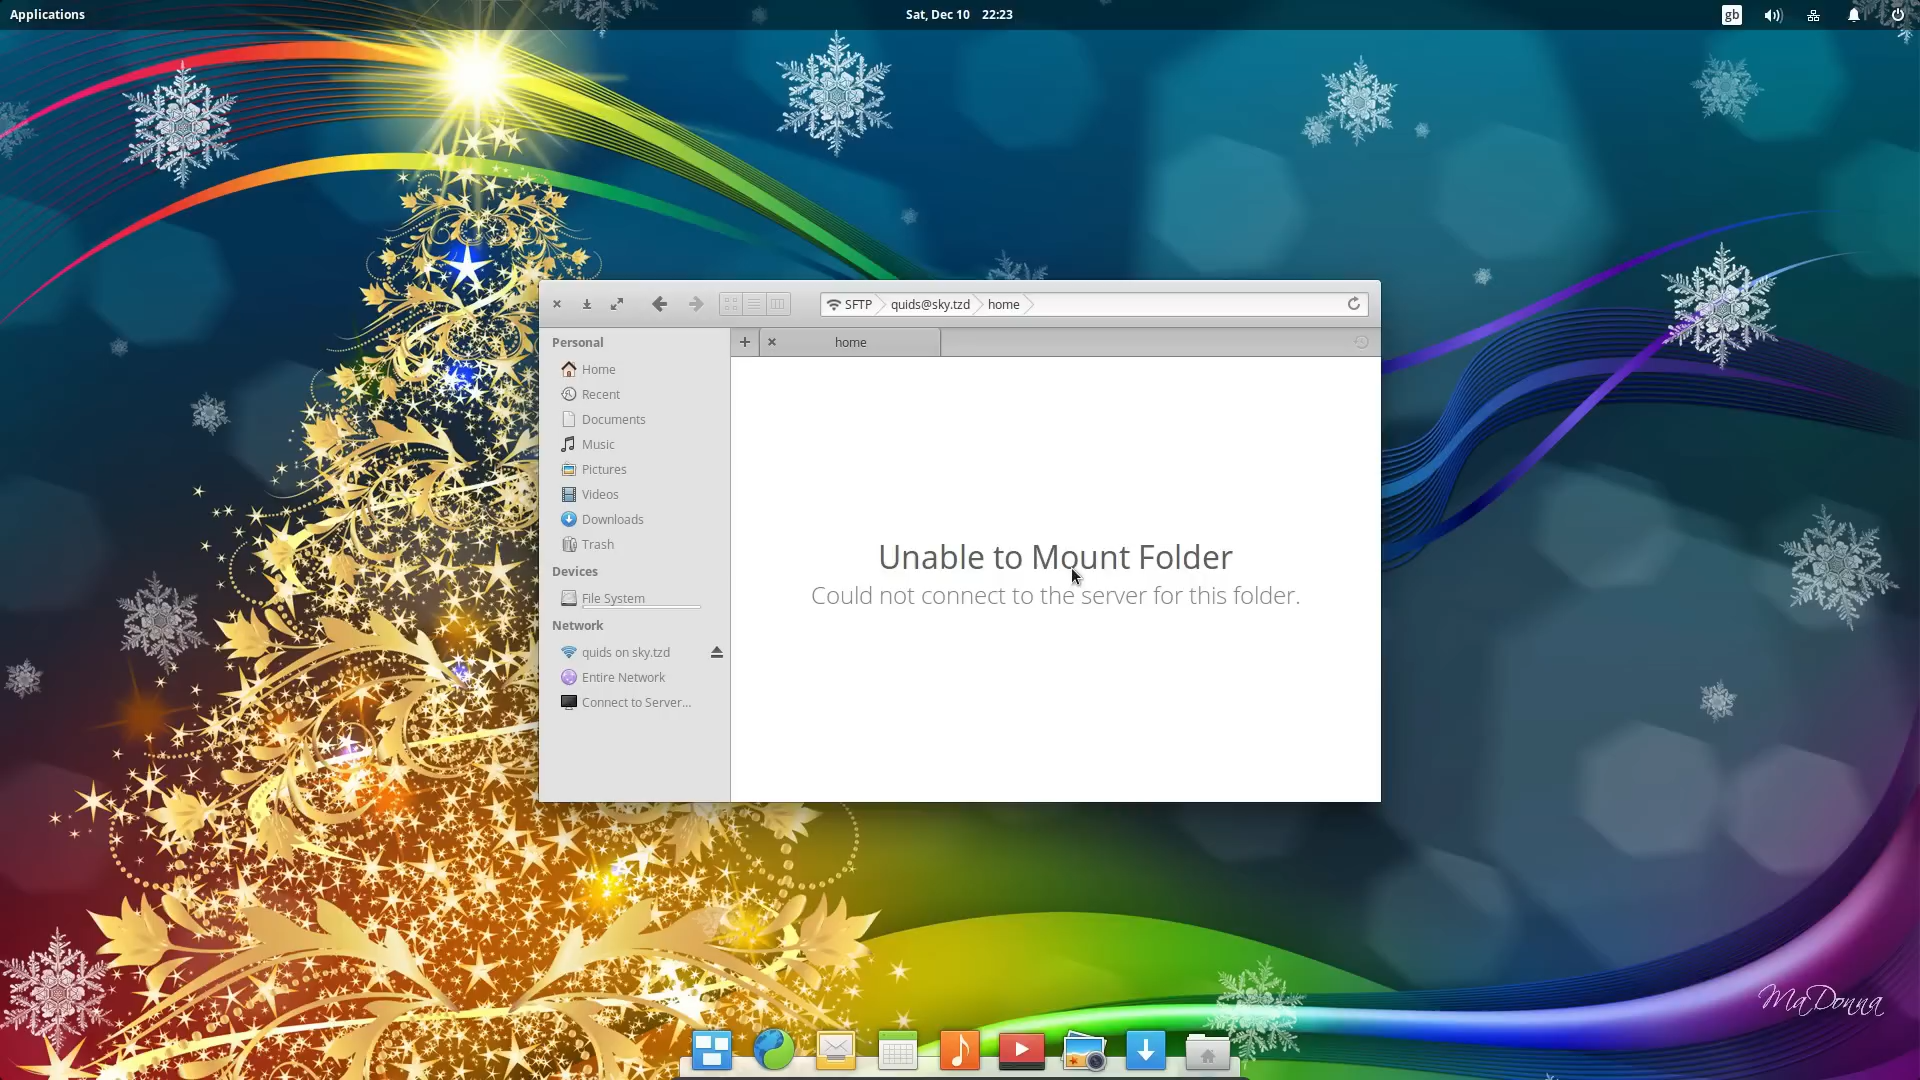 Applications
Sat, Dec 10 22:23
gb
SFTP quids@sky.tzd home
home
Personal
Home
Recent
Documents
Music
Pictures
Videos
Downloads
Trash
Devices
File System
Network
quids on sky.tzd
Entire Network
Connect to Server...
Unable to Mount Folder
Could not connect to the server for this folder.
MaDonna